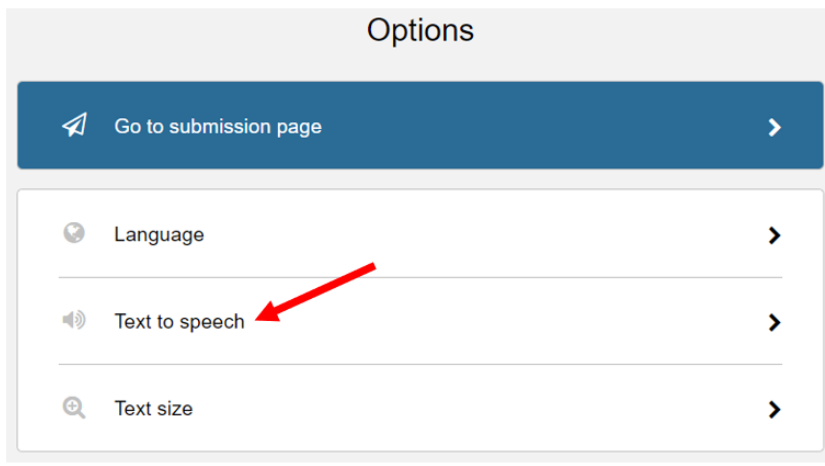 Options
Go to submission page
Language
Text to speech
Text size